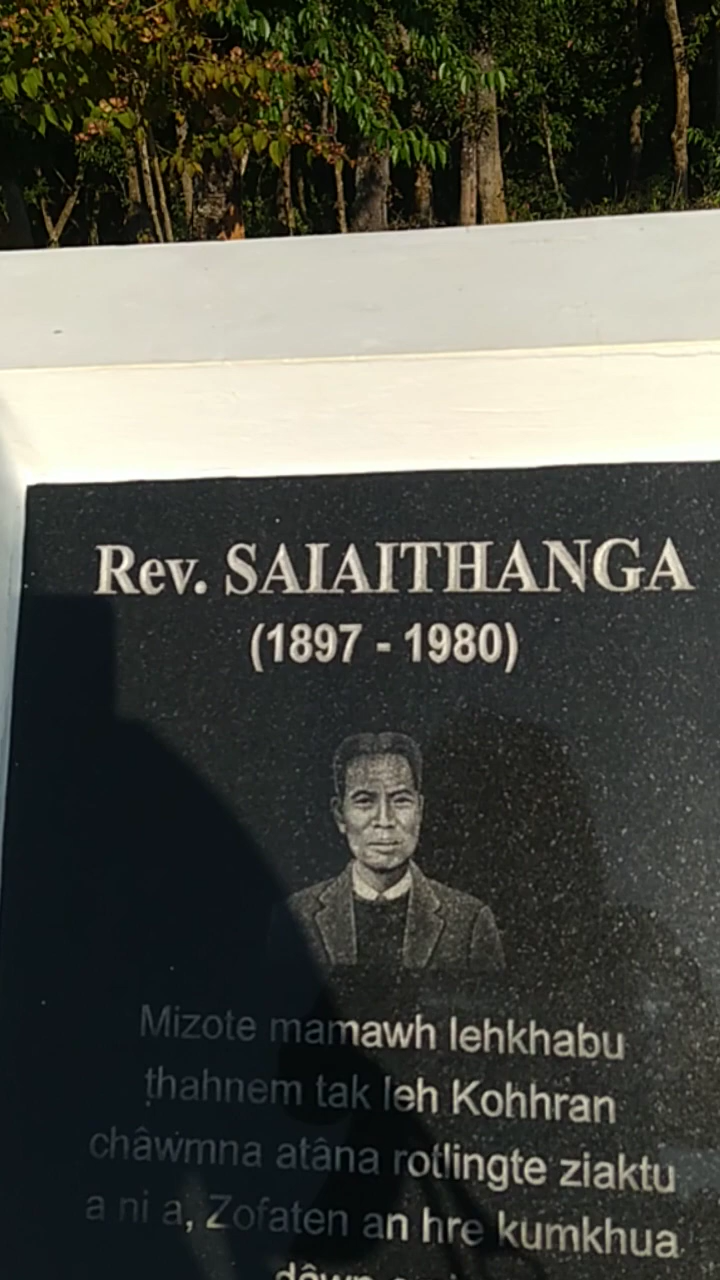 Rev. SAIAITHANGA
(1897 - 1980)
Mizote mamawh lehkhabu
ṭhahnem tak leh Kohhran
châwmna atâna rotlingte ziaktu
a ni a, Zofaten an hre kumkhua
dâwn